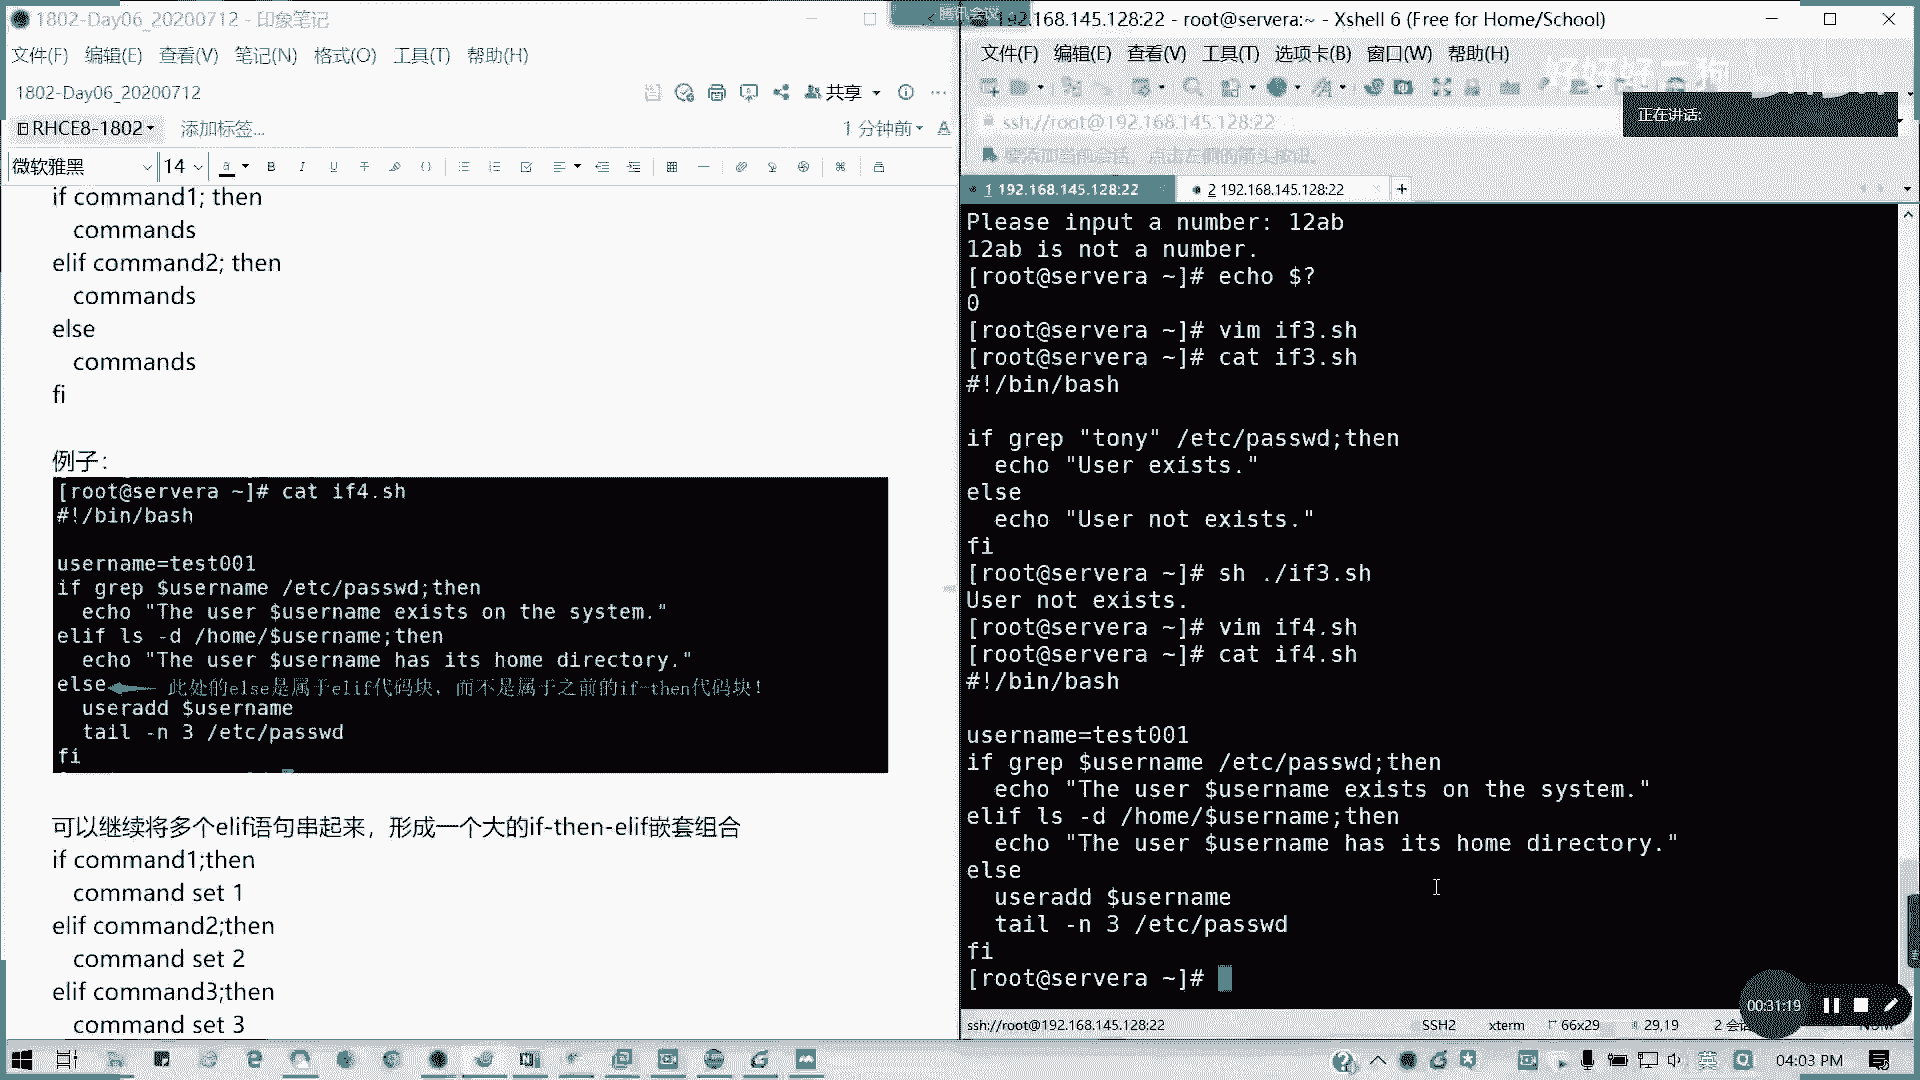 1802-Day06_20200712 - 印象笔记
文件(F) 编辑(E) 查看(V) 笔记(N) 格式(O) 工具(T) 帮助(H)
1802-Day06_20200712
共享
RHCE8-1802
添加标签...
1 分钟前
微软雅黑
14
if command1; then
commands
elif command2; then
commands
else
commands
fi
例子：
[root@servera ~]# cat if4.sh
#!/bin/bash
username=test001
if grep $username /etc/passwd;then
echo "The user $username exists on the system."
elif ls -d /home/$username;then
echo "The user $username has its home directory."
else 此处的else是属于elif代码块，而不是属于之前的if-then代码块！
useradd $username
tail -n 3 /etc/passwd
fi
可以继续将多个elif语句串起来，形成一个大的if-then-elif嵌套组合
if command1;then
command set 1
elif command2;then
command set 2
elif command3;then
command set 3
腾讯会议
192.168.145.128:22 - root@servera:~ - Xshell 6 (Free for Home/School)
文件(F) 编辑(E) 查看(V) 工具(T) 选项卡(B) 窗口(W) 帮助(H)
ssh://root@192.168.145.128:22
正在讲话:
要添加当前会话，点击左侧的箭头按钮。
1 192.168.145.128:22
2 192.168.145.128:22
Please input a number: 12ab
12ab is not a number.
[root@servera ~]# echo $?
0
[root@servera ~]# vim if3.sh
[root@servera ~]# cat if3.sh
#!/bin/bash
if grep "tony" /etc/passwd;then
echo "User exists."
else
echo "User not exists."
fi
[root@servera ~]# sh ./if3.sh
User not exists.
[root@servera ~]# vim if4.sh
[root@servera ~]# cat if4.sh
#!/bin/bash
username=test001
if grep $username /etc/passwd;then
echo "The user $username exists on the system."
elif ls -d /home/$username;then
echo "The user $username has its home directory."
else
useradd $username
tail -n 3 /etc/passwd
fi
[root@servera ~]#
00:31:19
ssh://root@192.168.145.128:22
SSH2
xterm
66x29
29,19
英
04:03 PM